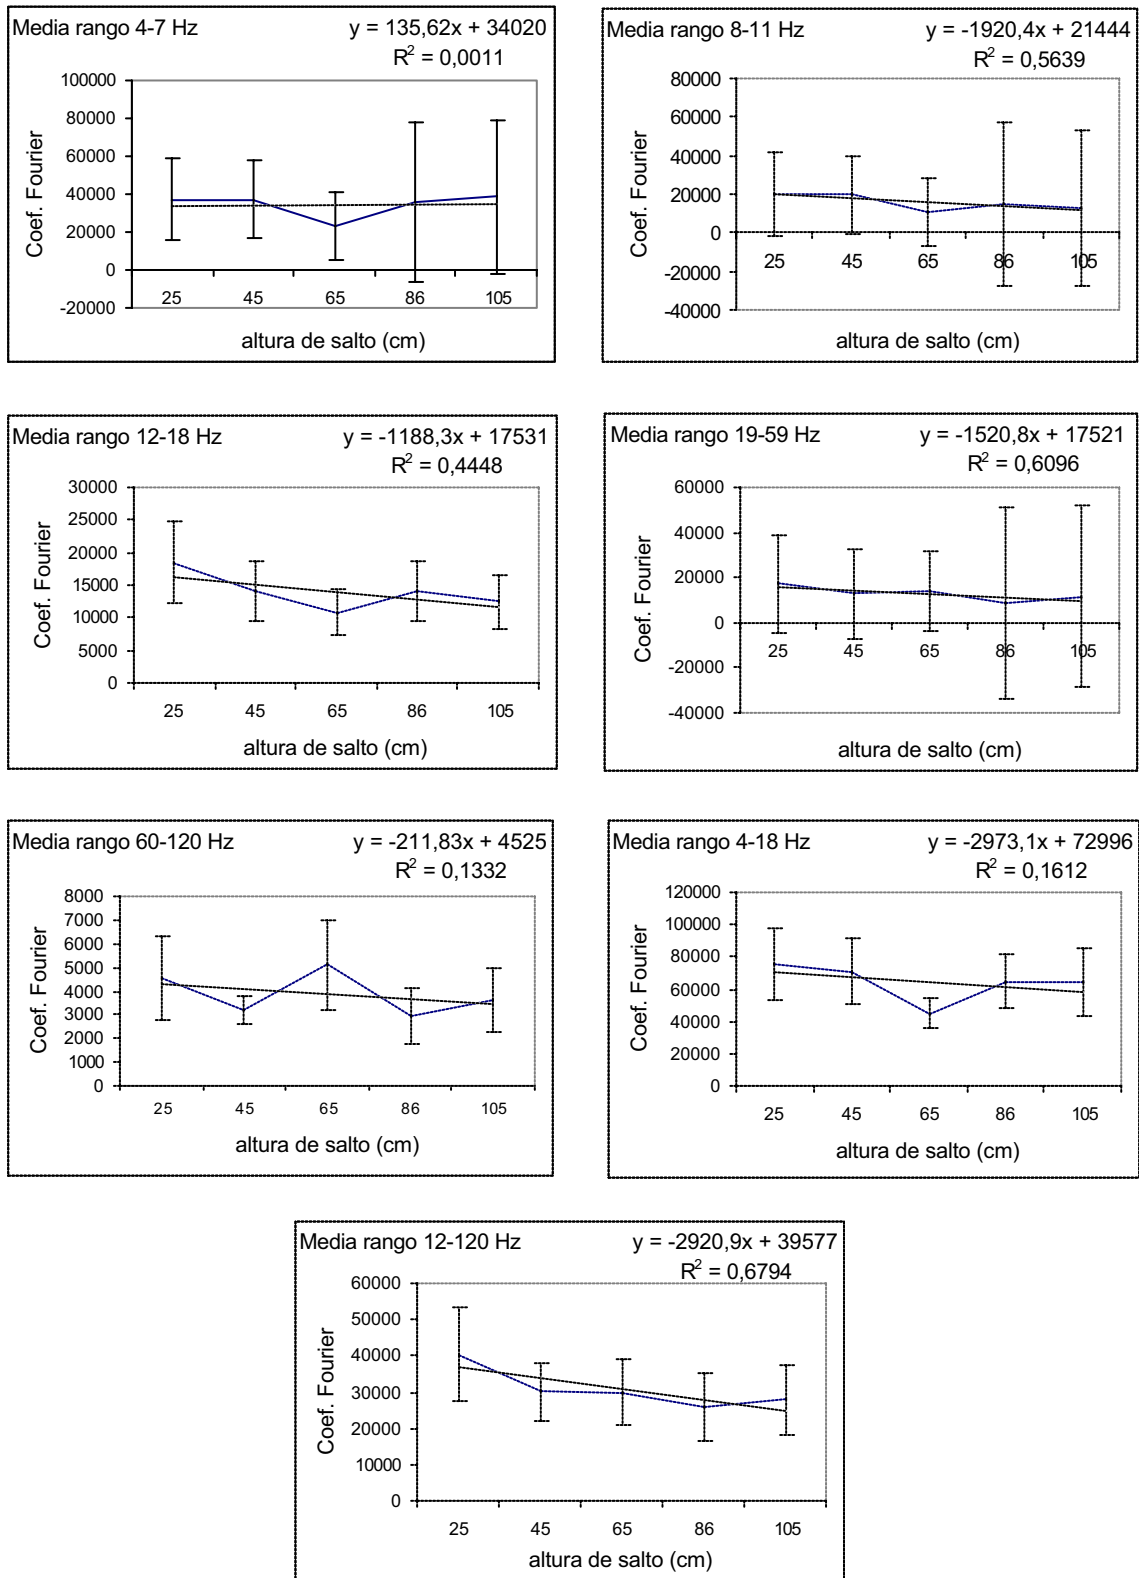 Media rango 4-7 Hz y = 135,62x + 34020
R² = 0,0011
100000
80000
60000
40000
20000
0
-20000
Coef. Fourier
25 45 65 86 105
altura de salto (cm)
Media rango 8-11 Hz y = -1920,4x + 21444
R² = 0,5639
80000
60000
40000
20000
0
-20000
-40000
Coef. Fourier
25 45 65 86 105
altura de salto (cm)
Media rango 12-18 Hz y = -1188,3x + 17531
R² = 0,4448
30000
25000
20000
15000
10000
5000
0
Coef. Fourier
25 45 65 86 105
altura de salto (cm)
Media rango 19-59 Hz y = -1520,8x + 17521
R² = 0,6096
60000
40000
20000
0
-20000
-40000
Coef. Fourier
25 45 65 86 105
altura de salto (cm)
Media rango 60-120 Hz y = -211,83x + 4525
R² = 0,1332
8000
7000
6000
5000
4000
3000
2000
1000
0
Coef. Fourier
25 45 65 86 105
altura de salto (cm)
Media rango 4-18 Hz y = -2973,1x + 72996
R² = 0,1612
120000
100000
80000
60000
40000
20000
0
Coef. Fourier
25 45 65 86 105
altura de salto (cm)
Media rango 12-120 Hz y = -2920,9x + 39577
R² = 0,6794
60000
50000
40000
30000
20000
10000
0
Coef. Fourier
25 45 65 86 105
altura de salto (cm)